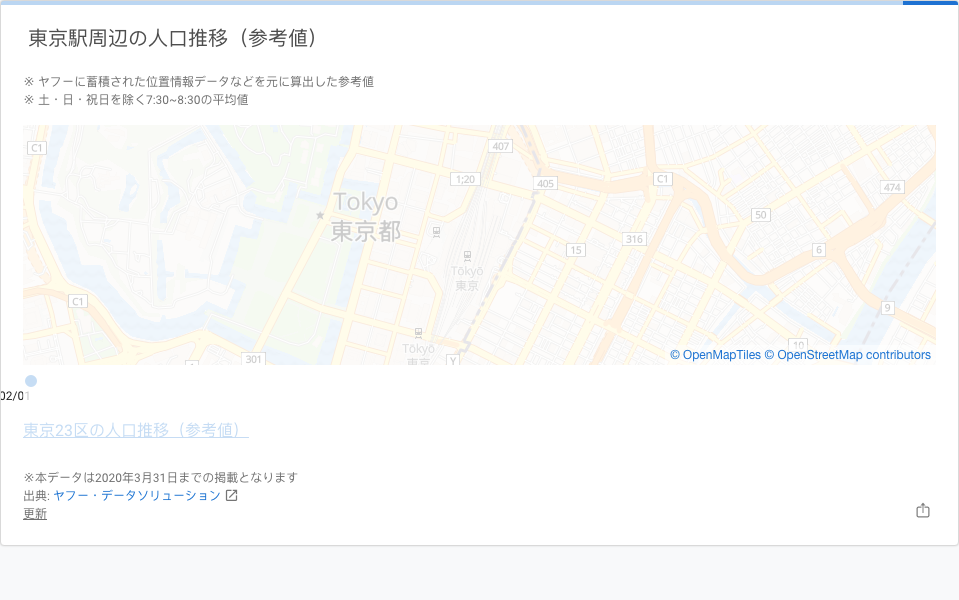 東京駅周辺の人口推移（参考値）
※ ヤフーに蓄積された位置情報データなどを元に算出した参考値
※ 土・日・祝日を除く7:30~8:30の平均値
C1
407
1;20
405
C1
474
Tokyo
東京都
50
316
15
6
Tōkyō
東京
C1
9
10
Tōkyō
東京
301
Y
© OpenMapTiles © OpenStreetMap contributors
02/01
東京23区の人口推移（参考値）
※本データは2020年3月31日までの掲載となります
出典: ヤフー・データソリューション
更新